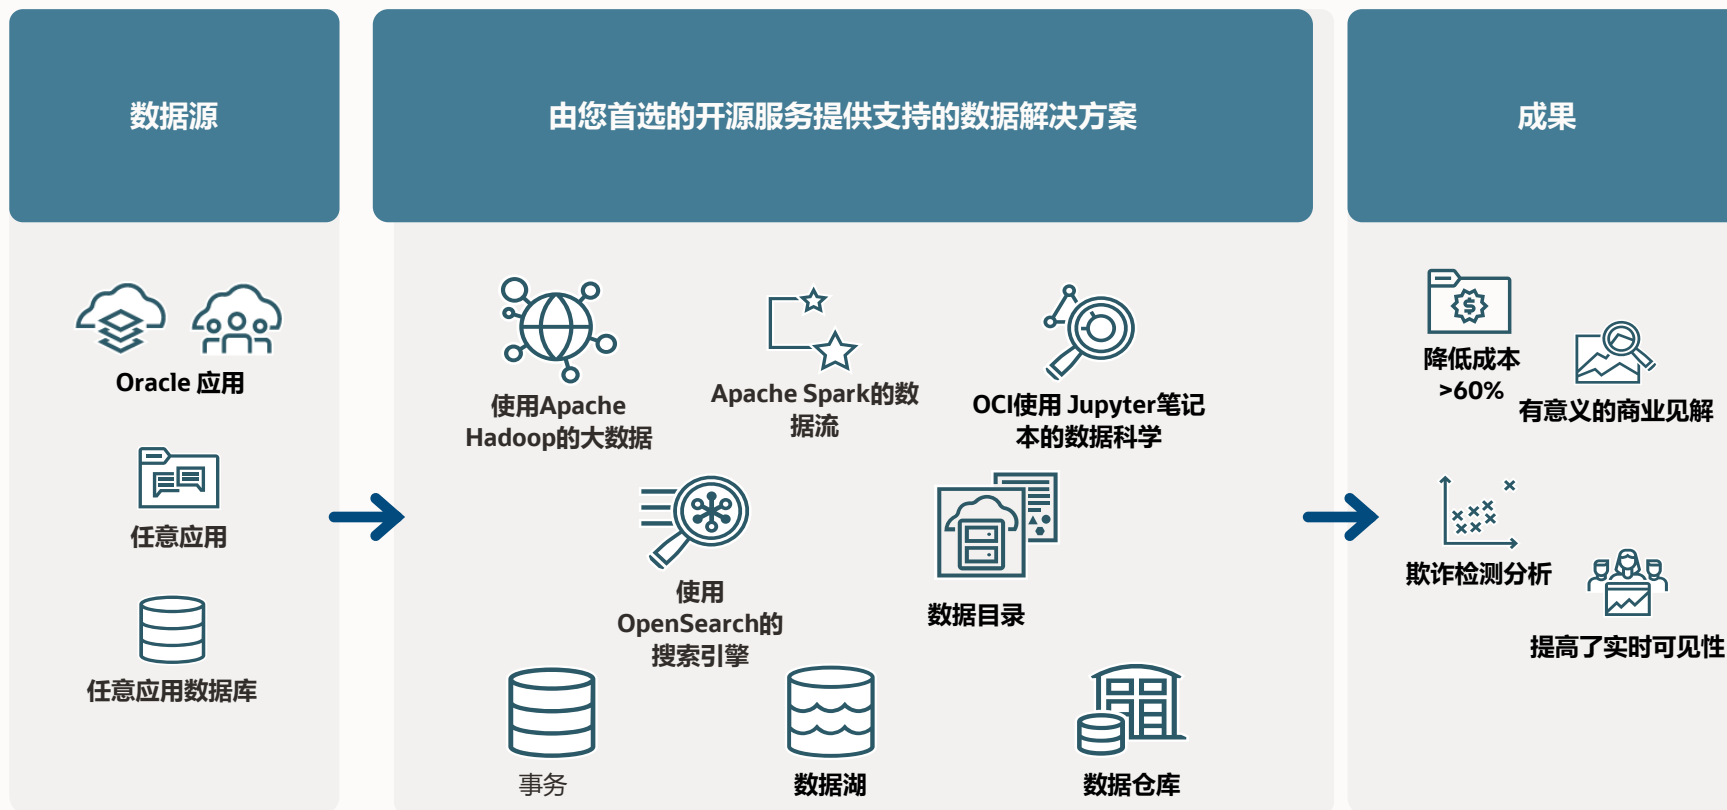 数据源
由您首选的开源服务提供支持的数据解决方案
成果
Oracle 应用
任意应用
任意应用数据库
使用Apache
Hadoop的大数据
Apache Spark的数
据流
OCI使用 Jupyter笔记
本的数据科学
使用
OpenSearch的
搜索引擎
数据目录
事务
数据湖
数据仓库
降低成本
>60%
有意义的商业见解
欺诈检测分析
提高了实时可见性